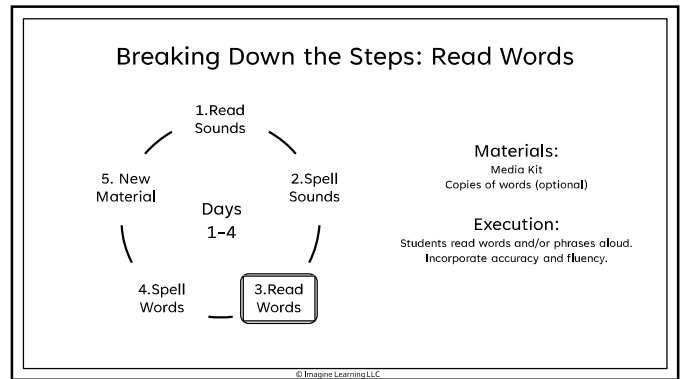 Breaking Down the Steps: Read Words
1.Read
Sounds
2.Spell
Sounds
3.Read
Words
4.Spell
Words
5. New
Material
Days
1-4
Materials:
Media Kit
Copies of words (optional)
Execution:
Students read words and/or phrases aloud.
Incorporate accuracy and fluency.
© Imagine Learning LLC